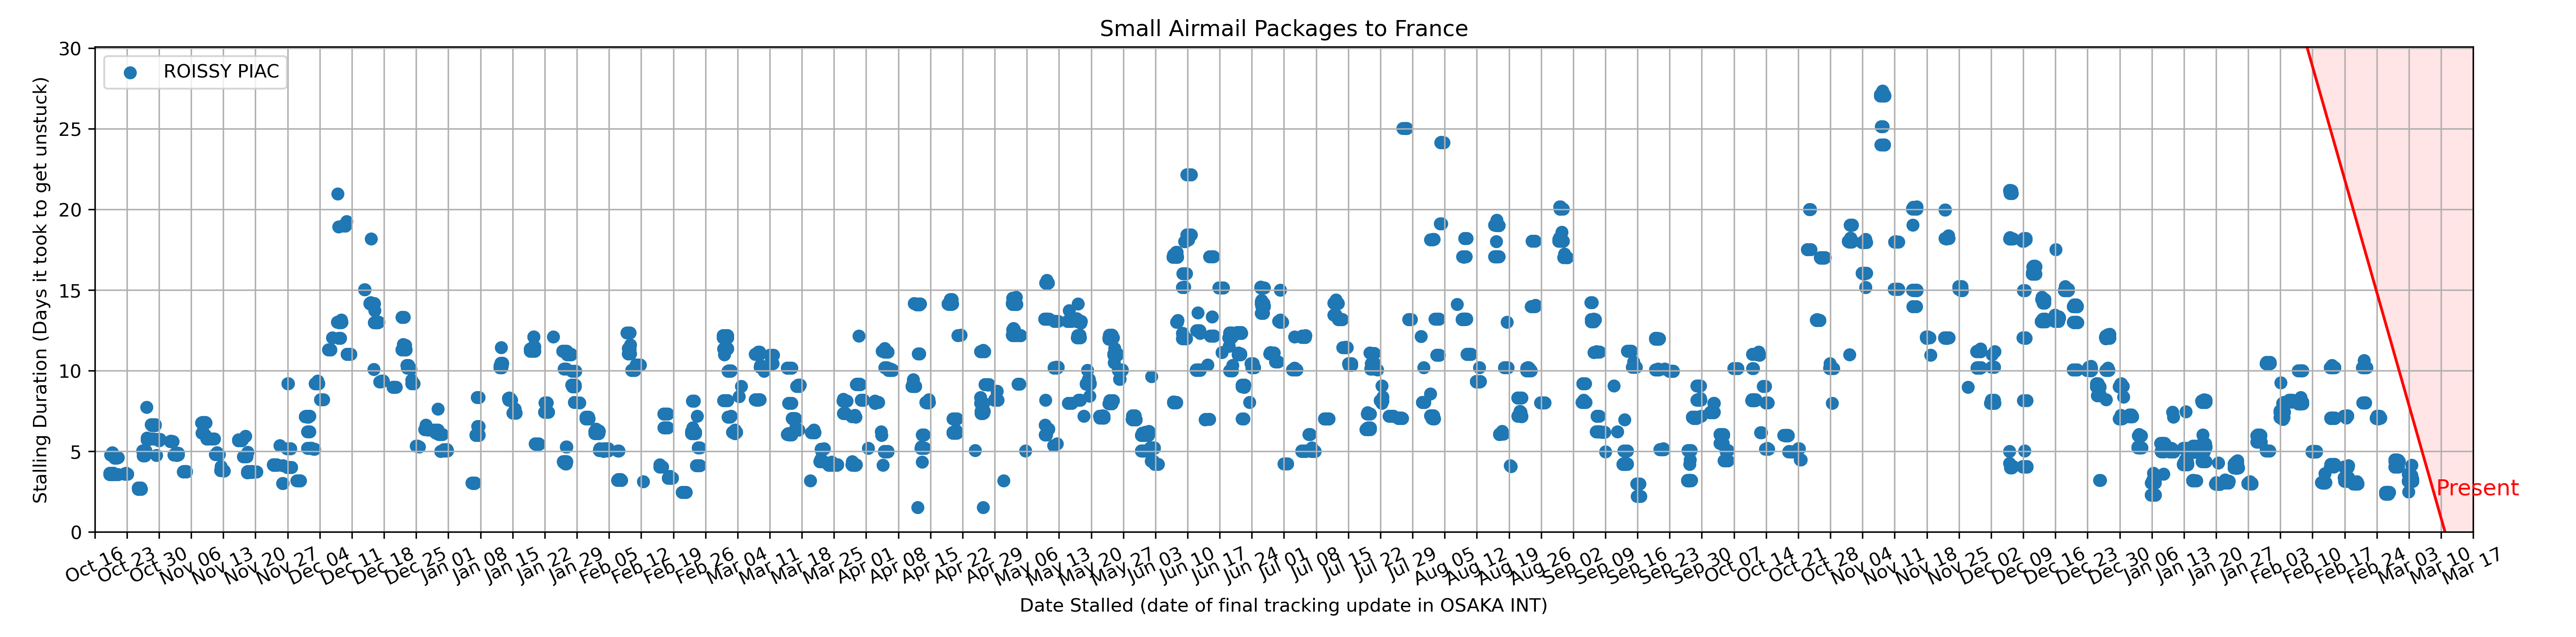 Small Airmail Packages to France
30
25
20
15
10
5
0
Stalling Duration (Days it took to get unstuck)
ROISSY PIAC
Present
Oct 16
Oct 23
Oct 30
Nov 06
Nov 13
Nov 20
Nov 27
Dec 04
Dec 11
Dec 18
Dec 25
Jan 01
Jan 08
Jan 15
Jan 22
Jan 29
Feb 05
Feb 12
Feb 19
Feb 26
Mar 04
Mar 11
Mar 18
Mar 25
Apr 01
Apr 08
Apr 15
Apr 22
Apr 29
May 06
May 13
May 20
May 27
Jun 03
Jun 10
Jun 17
Jun 24
Jul 01
Jul 08
Jul 15
Jul 22
Jul 29
Aug 05
Aug 12
Aug 19
Aug 26
Sep 02
Sep 09
Sep 16
Sep 23
Sep 30
Oct 07
Oct 14
Oct 21
Oct 28
Nov 04
Nov 11
Nov 18
Nov 25
Dec 02
Dec 09
Dec 16
Dec 23
Dec 30
Jan 06
Jan 13
Jan 20
Jan 27
Feb 03
Feb 10
Feb 17
Feb 24
Mar 03
Mar 10
Mar 17
Date Stalled (date of final tracking update in OSAKA INT)